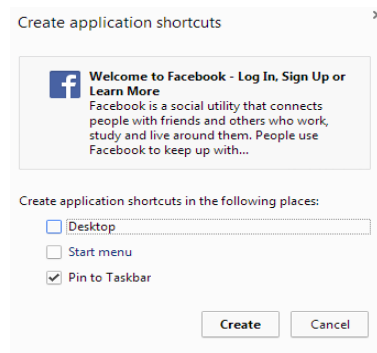 Create application shortcuts
Welcome to Facebook - Log In, Sign Up or
Learn More
Facebook is a social utility that connects
people with friends and others who work,
study and live around them. People use
Facebook to keep up with...
Create application shortcuts in the following places:
Desktop
Start menu
Pin to Taskbar
Create
Cancel